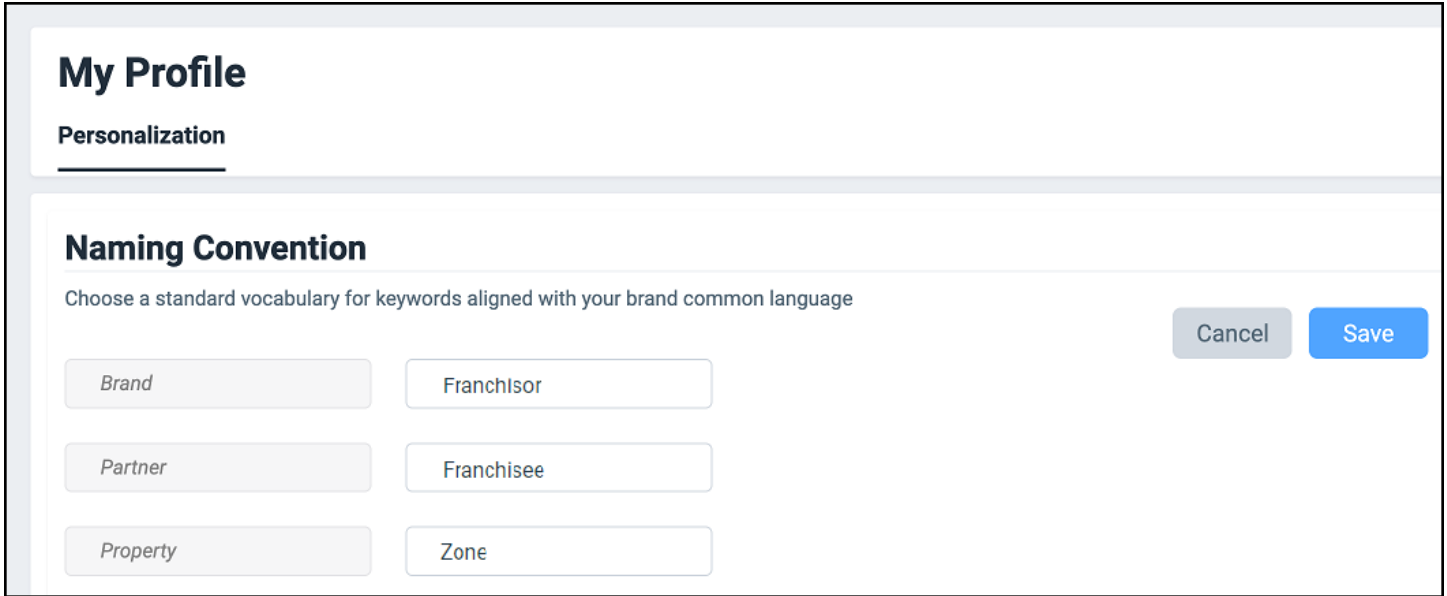 My Profile
Personalization
Naming Convention
Choose a standard vocabulary for keywords aligned with your brand common language
Cancel Save
Brand Franchisor
Partner Franchisee
Property Zone